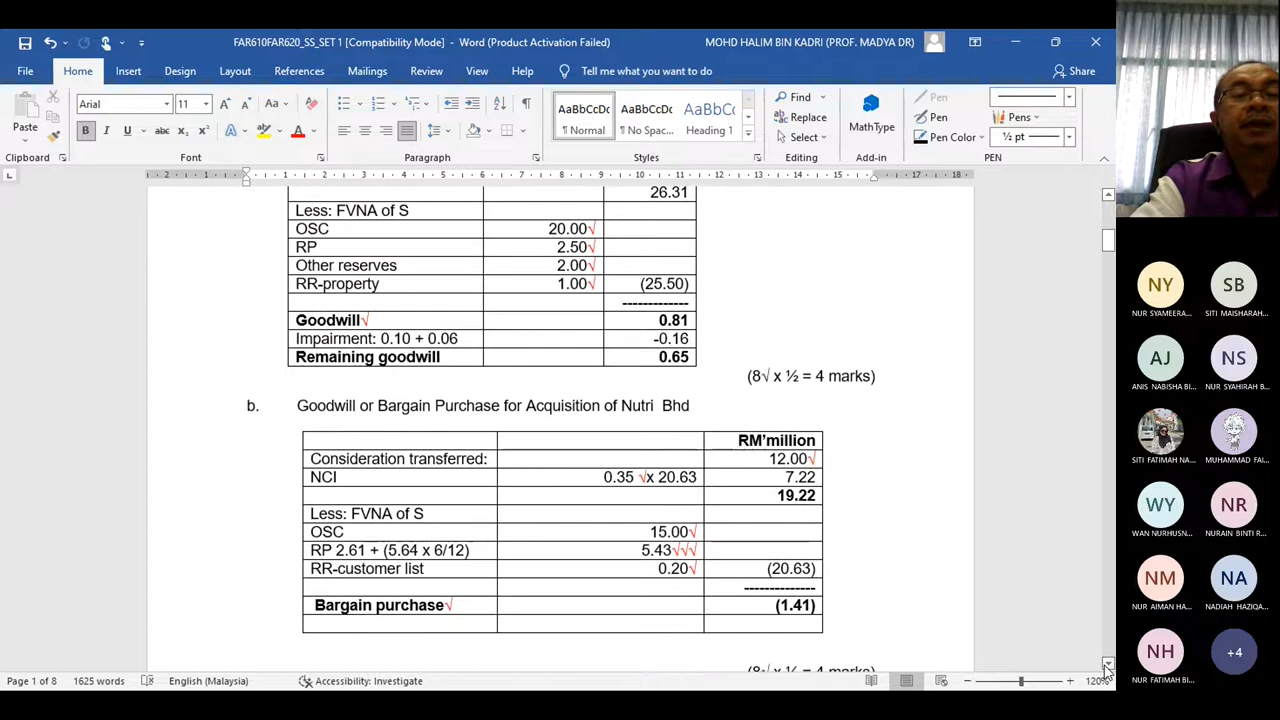 FAR610FAR620_SS_SET 1 [Compatibility Mode] - Word (Product Activation Failed)
MOHD HALIM BIN KADRI (PROF. MADYA DR)
File Home Insert Design Layout References Mailings Review View Help Tell me what you want to do Share
Arial 11
Paste
Clipboard Font Paragraph Styles Editing Add-in PEN
AaBbCcDc AaBbCcDc AaBbCc
¶ Normal ¶ No Spac... Heading 1
Find
Replace
Select
MathType
Pen
Pen
Pen Color
Pens
½ pt
26.31
Less: FVNA of S
OSC 20.00√
RP 2.50√
Other reserves 2.00√
RR-property 1.00√ (25.50)
-------------
Goodwill√ 0.81
Impairment: 0.10 + 0.06 -0.16
Remaining goodwill 0.65
(8√ x ½ = 4 marks)
b. Goodwill or Bargain Purchase for Acquisition of Nutri Bhd
RM'million
Consideration transferred: 12.00√
NCI 0.35 √x 20.63 7.22
19.22
Less: FVNA of S
OSC 15.00√
RP 2.61 + (5.64 x 6/12) 5.43√√√
RR-customer list 0.20√ (20.63)
--------------
Bargain purchase√ (1.41)
(8√ x ½ = 4 marks)
Page 1 of 8 1625 words English (Malaysia) Accessibility: Investigate 120%
NY SB
NUR SYAMEERA... SITI MAISHARAH...
AJ NS
ANIS NABISHA BI... NUR SYAHIRAH B...
SITI FATIMAH NA... MUHAMMAD FAI...
WY NR
WAN NURHUSN... NURAIN BINTI R...
NM NA
NUR AIMAN HA... NADIAH HAZIQA...
NH +4
NUR FATIMAH BI...